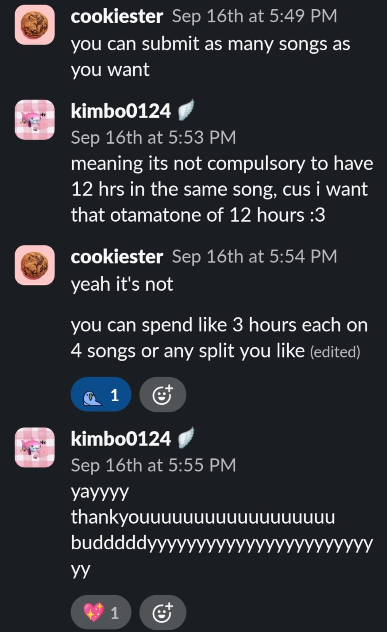 cookiester Sep 16th at 5:49 PM
you can submit as many songs as
you want
kimbo0124
Sep 16th at 5:53 PM
meaning its not compulsory to have
12 hrs in the same song, cus i want
that otamatone of 12 hours :3
cookiester Sep 16th at 5:54 PM
yeah it's not
you can spend like 3 hours each on
4 songs or any split you like (edited)
1
kimbo0124
Sep 16th at 5:55 PM
yayyyy
thankyouuuuuuuuuuuuuuuuuu
budddddyyyyyyyyyyyyyyyyyyyyyyy
yy
1